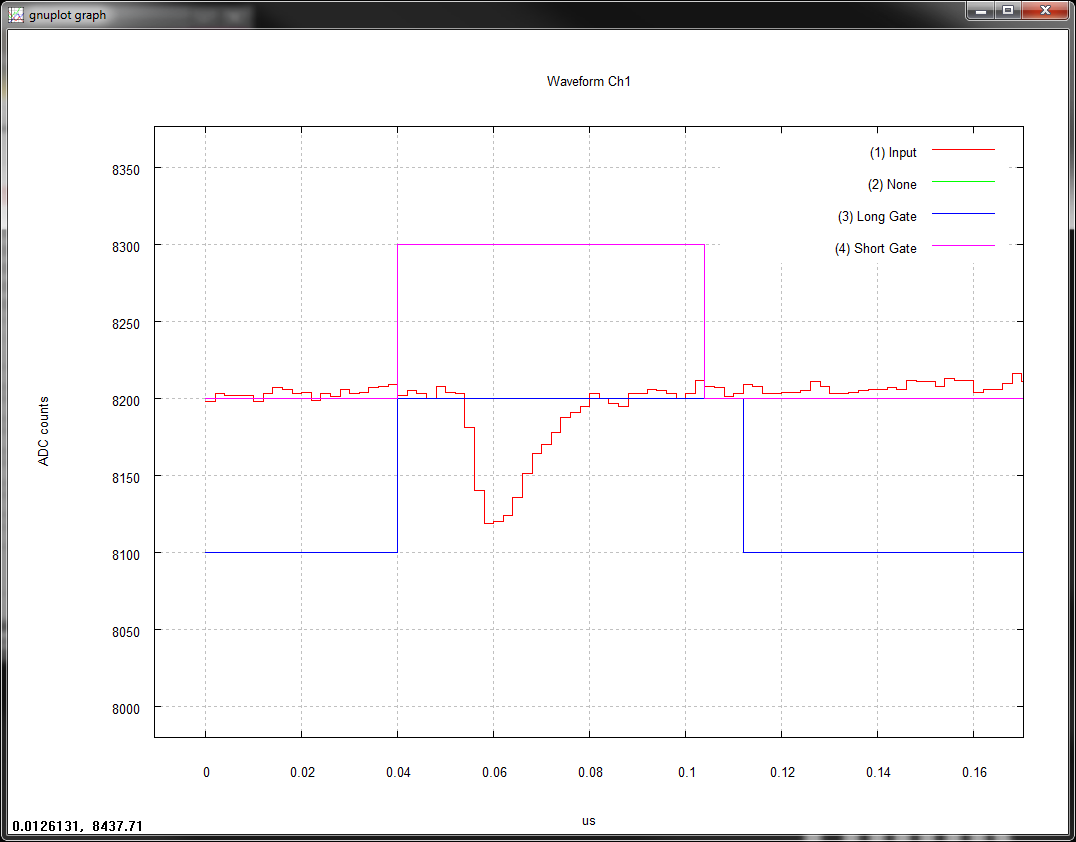 gnuplot graph
Waveform Ch1
(1) Input
(2) None
(3) Long Gate
(4) Short Gate
8350
8300
8250
8200
8150
8100
8050
8000
ADC counts
0 0.02 0.04 0.06 0.08 0.1 0.12 0.14 0.16
us
0.0126131, 8437.71